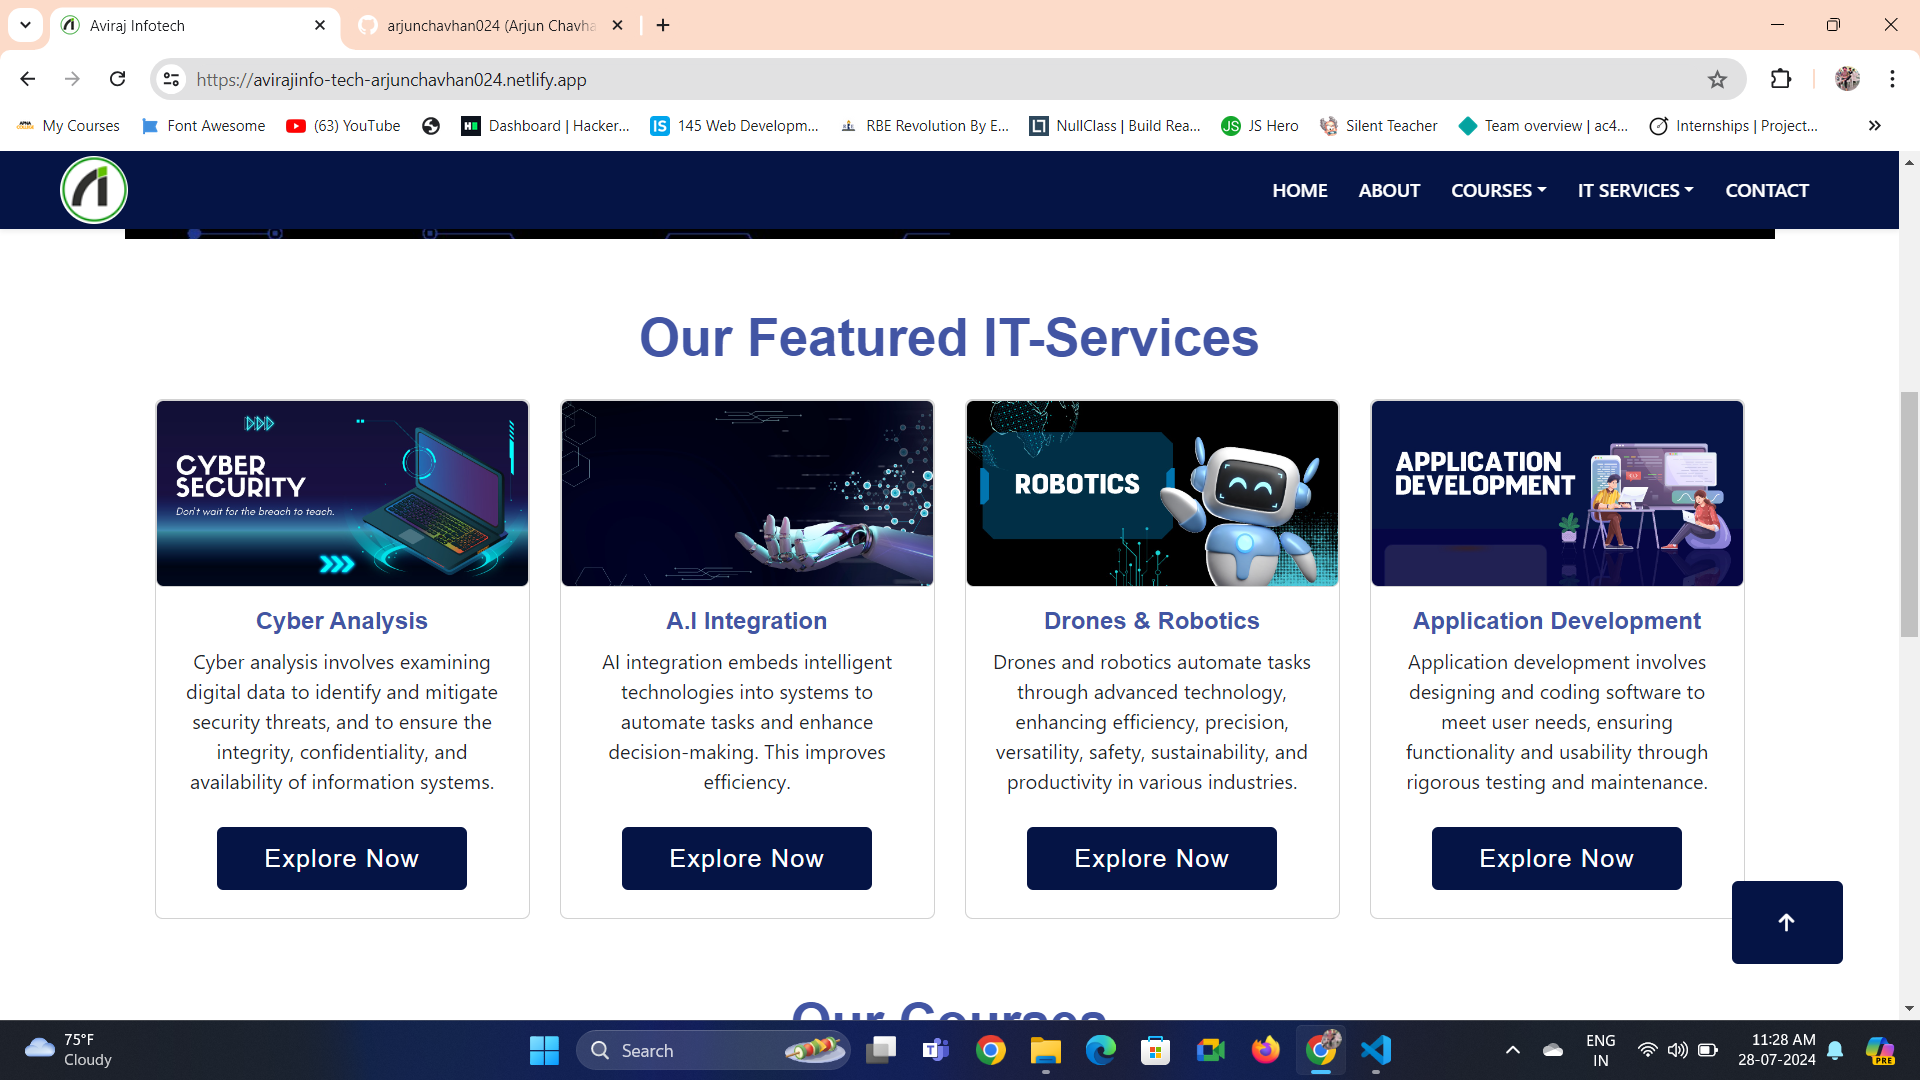 Aviraj Infotech
arjunchavhan024 (Arjun Chavha
https://avirajinfo-tech-arjunchavhan024.netlify.app
My Courses
Font Awesome
(63) YouTube
Dashboard | Hacker...
IS
145 Web Developm...
RBE Revolution By E...
NullClass | Build Rea...
JS
JS Hero
Silent Teacher
Team overview | ac4...
Internships | Project...
HOME
ABOUT
COURSES
IT SERVICES
CONTACT
Our Featured IT-Services
CYBER
SECURITY
Don't wait for the breach to teach.
ROBOTICS
APPLICATION
DEVELOPMENT
Cyber Analysis
Cyber analysis involves examining
digital data to identify and mitigate
security threats, and to ensure the
integrity, confidentiality, and
availability of information systems.
Explore Now
A.I Integration
AI integration embeds intelligent
technologies into systems to
automate tasks and enhance
decision-making. This improves
efficiency.
Explore Now
Drones & Robotics
Drones and robotics automate tasks
through advanced technology,
enhancing efficiency, precision,
versatility, safety, sustainability, and
productivity in various industries.
Explore Now
Application Development
Application development involves
designing and coding software to
meet user needs, ensuring
functionality and usability through
rigorous testing and maintenance.
Explore Now
Our Courses
75°F
Cloudy
Search
ENG
IN
11:28 AM
28-07-2024
PRE